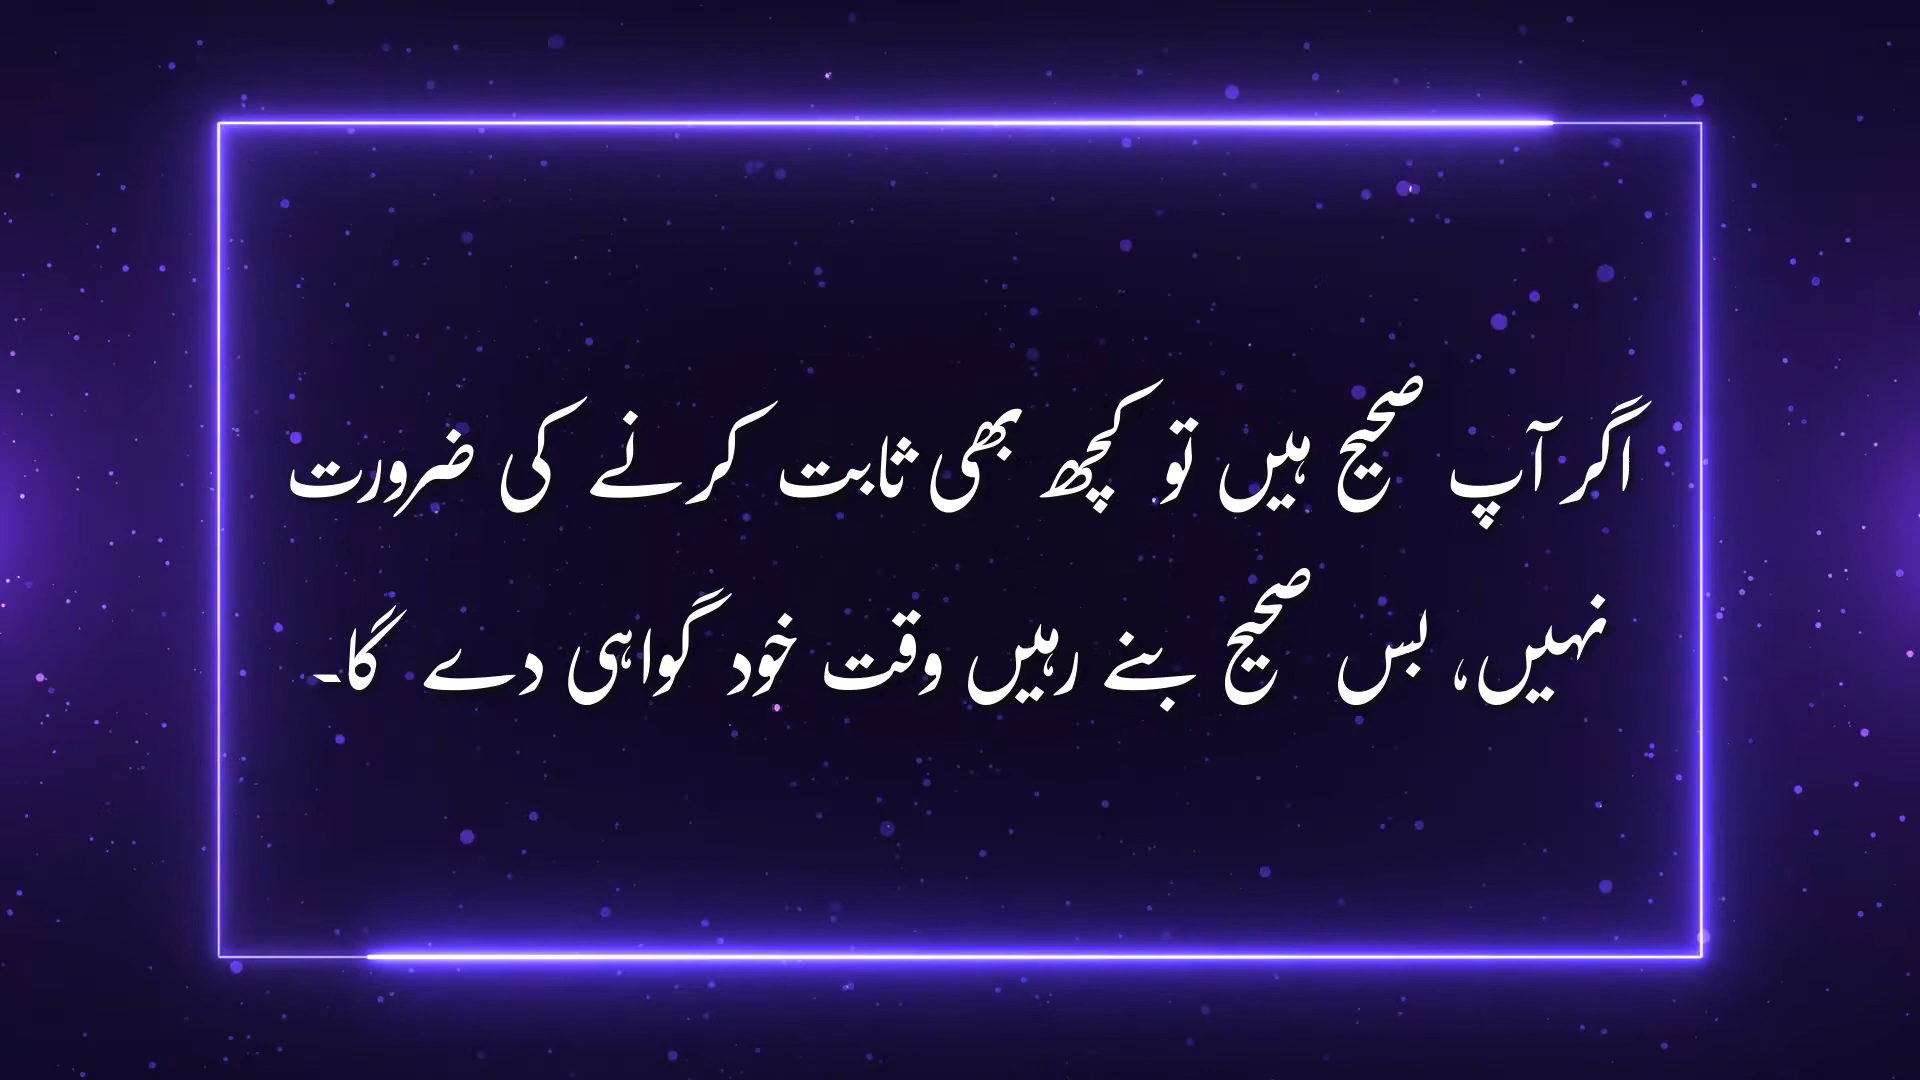 اگر آپ صحیح ہیں تو کچھ بھی ثابت کرنے کی ضرورت
نہیں، بس صحیح بنے رہیں وقت خود گواہی دے گا۔